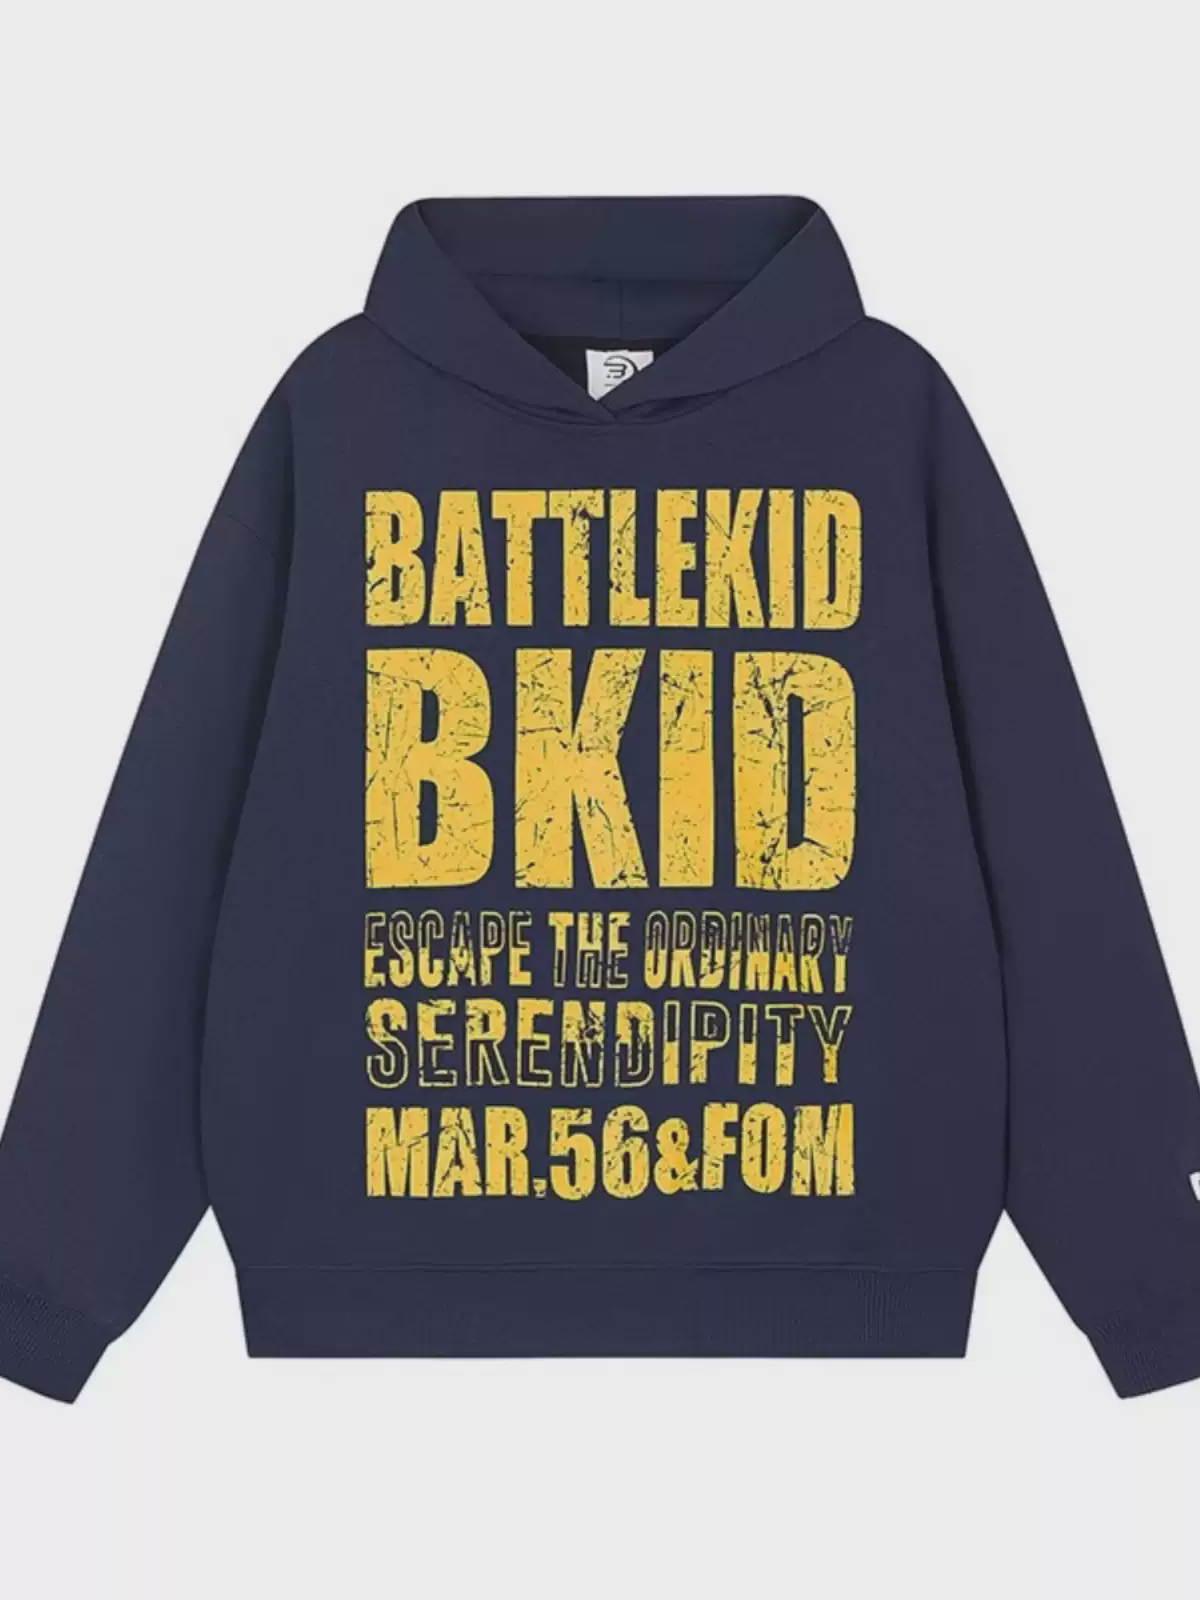 BATTLEKID
BKID
ESCAPE THE ORDINARY
SERENDIPITY
MAR.56&FOM